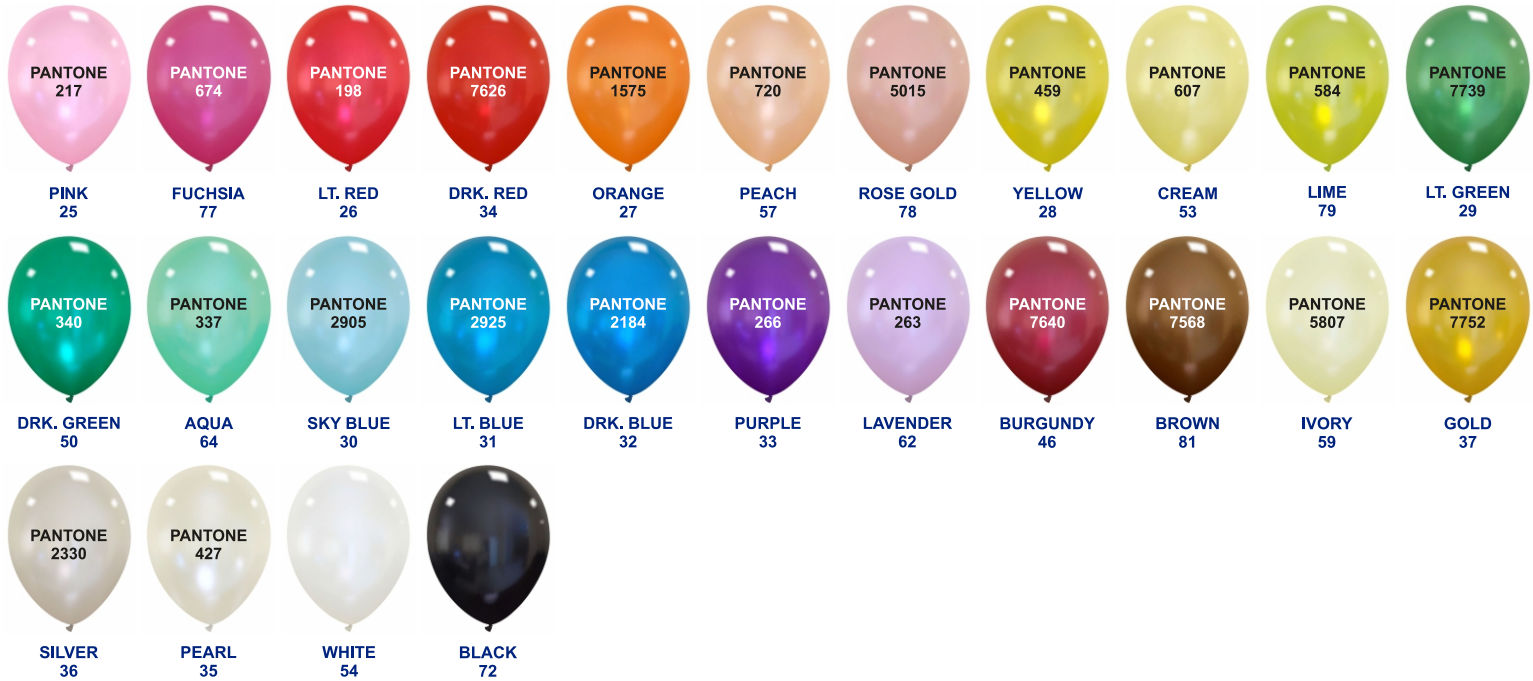 PANTONE 217
PANTONE 674
PANTONE 198
PANTONE 7626
PANTONE 1575
PANTONE 720
PANTONE 5015
PANTONE 459
PANTONE 607
PANTONE 584
PANTONE 7739
PINK 25
FUCHSIA 77
LT. RED 26
DRK. RED 34
ORANGE 27
PEACH 57
ROSE GOLD 78
YELLOW 28
CREAM 53
LIME 79
LT. GREEN 29
PANTONE 340
PANTONE 337
PANTONE 2905
PANTONE 2925
PANTONE 2184
PANTONE 266
PANTONE 263
PANTONE 7640
PANTONE 7568
PANTONE 5807
PANTONE 7752
DRK. GREEN 50
AQUA 64
SKY BLUE 30
LT. BLUE 31
DRK. BLUE 32
PURPLE 33
LAVENDER 62
BURGUNDY 46
BROWN 81
IVORY 59
GOLD 37
PANTONE 2330
PANTONE 427
SILVER 36
PEARL 35
WHITE 54
BLACK 72